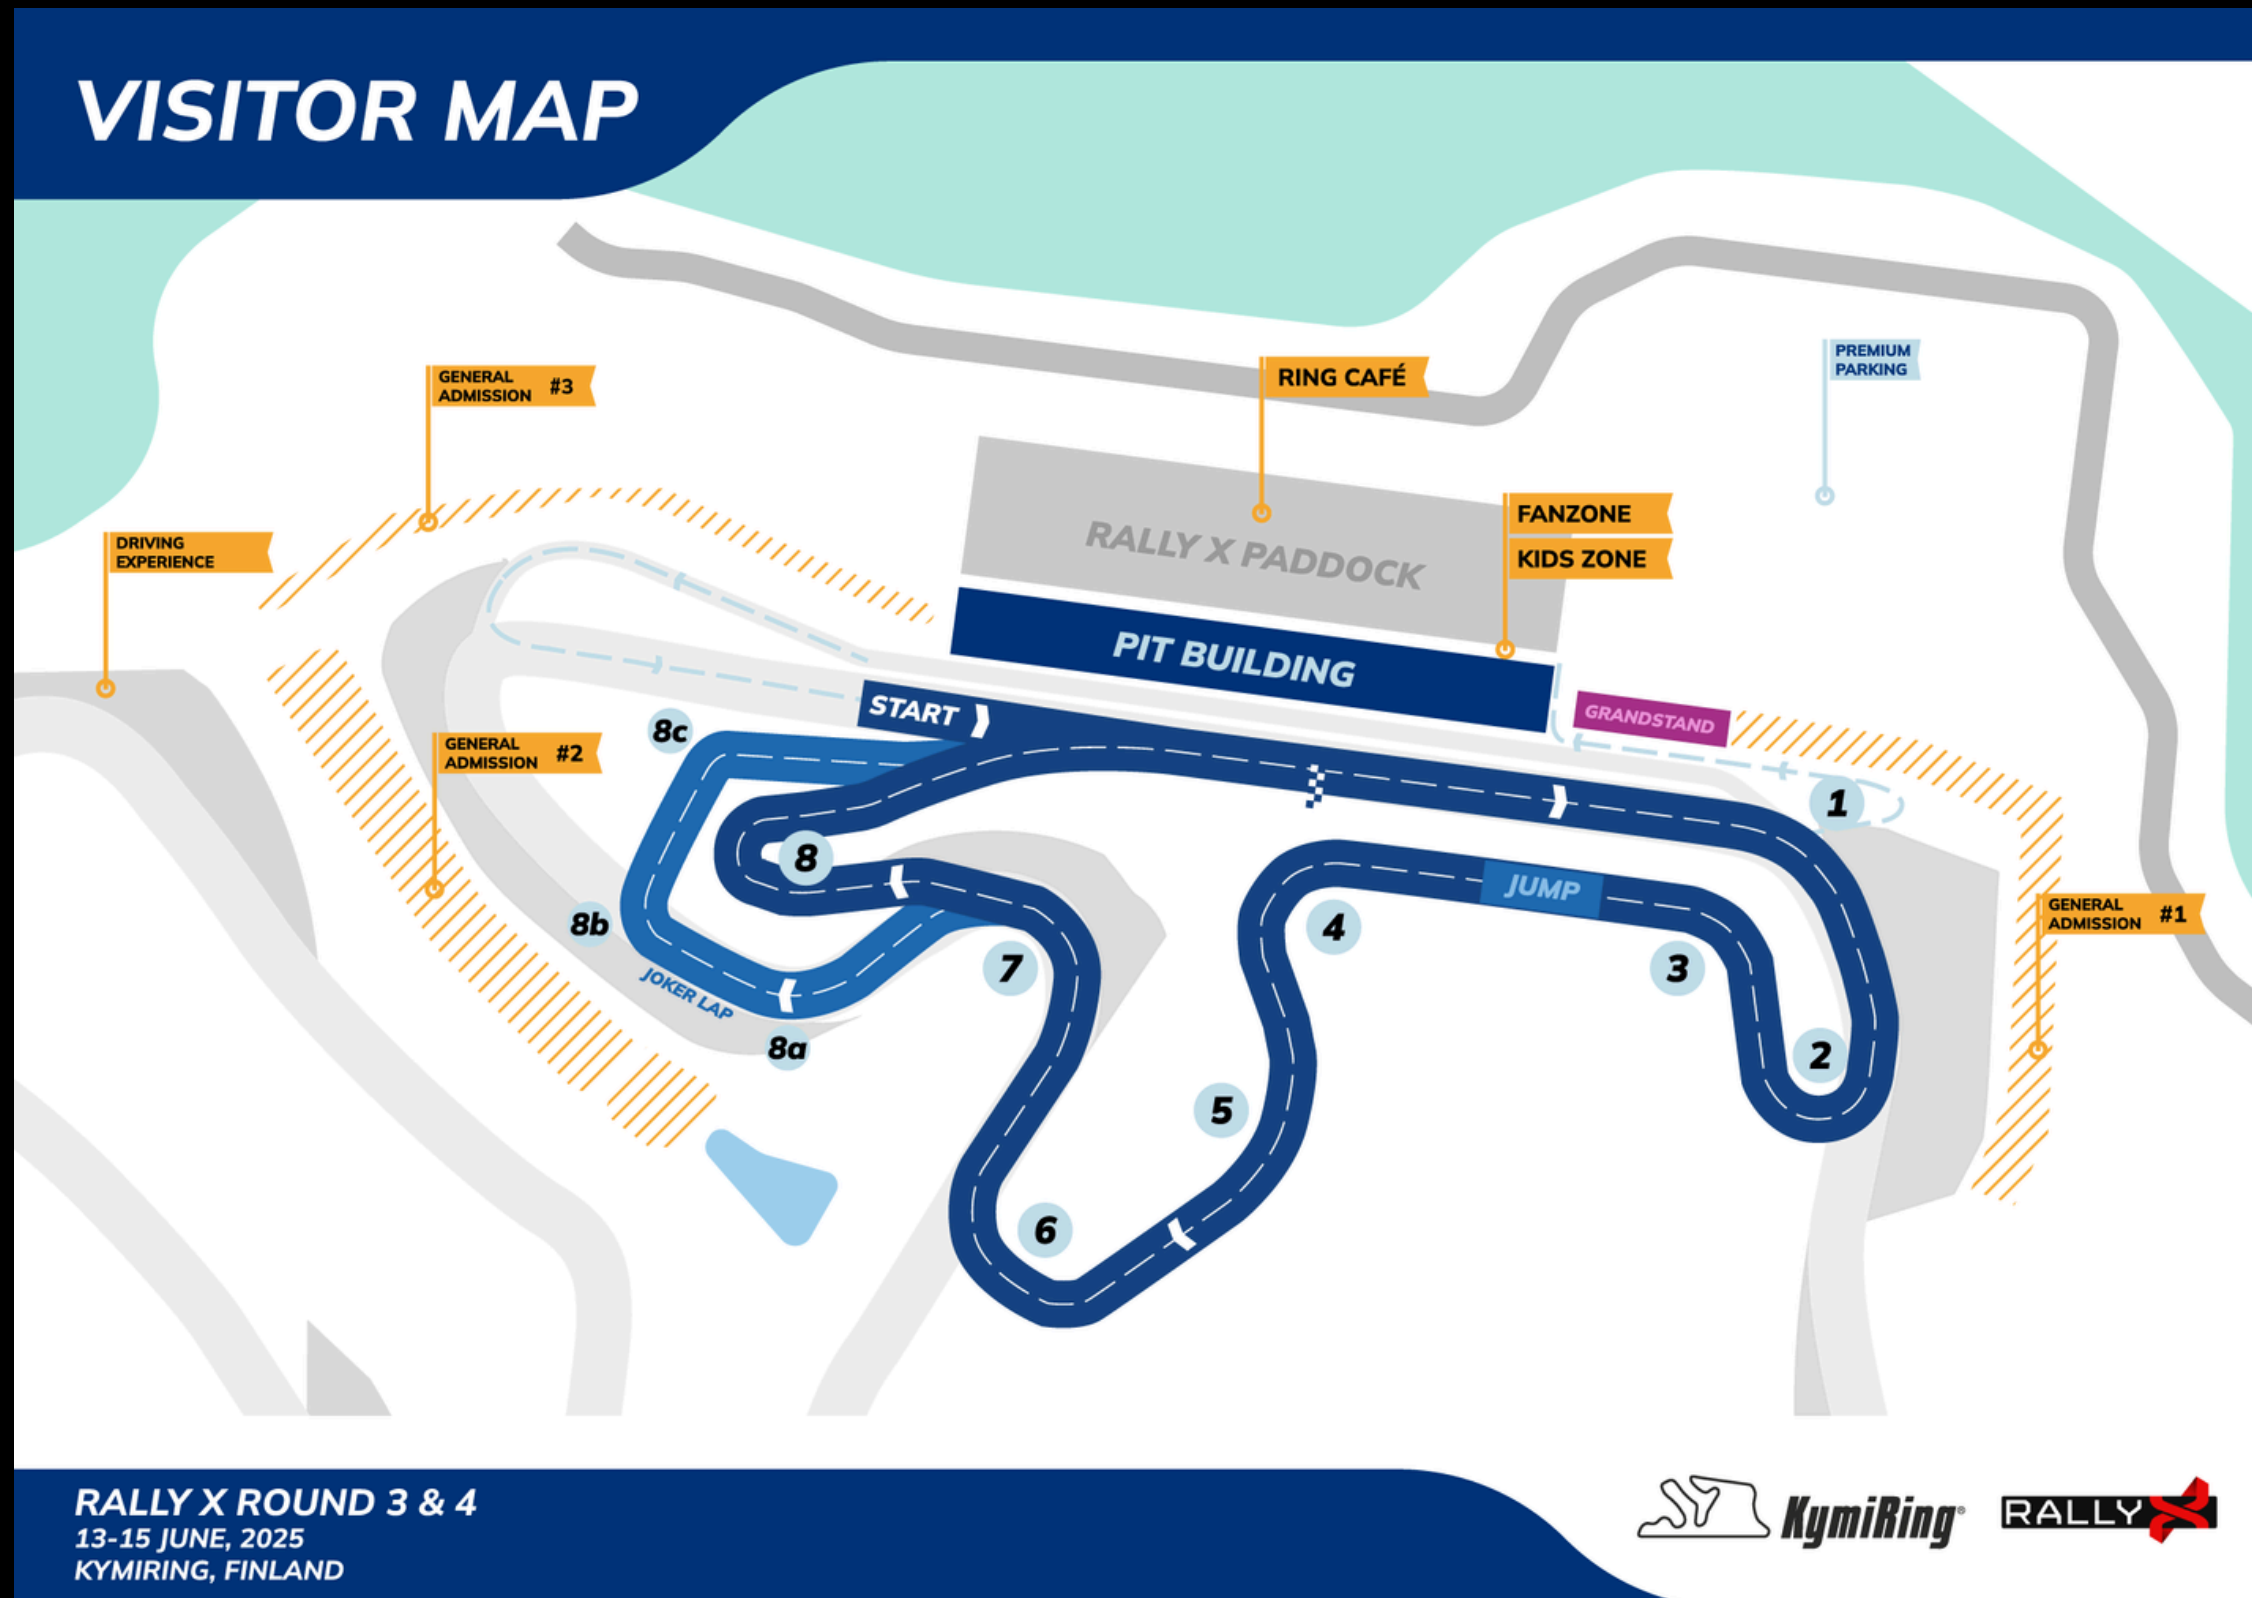 VISITOR MAP
GENERAL
ADMISSION #3
RING CAFÉ
PREMIUM
PARKING
DRIVING
EXPERIENCE
RALLY X PADDOCK
FANZONE
KIDS ZONE
PIT BUILDING
START
GRANDSTAND
8c
GENERAL
ADMISSION #2
1
8
JUMP
GENERAL
ADMISSION #1
8b
4
7
3
JOKER LAP
8a
2
5
6
RALLY X ROUND 3 & 4
13-15 JUNE, 2025
KYMIRING, FINLAND
KymiRing®
RALLYX